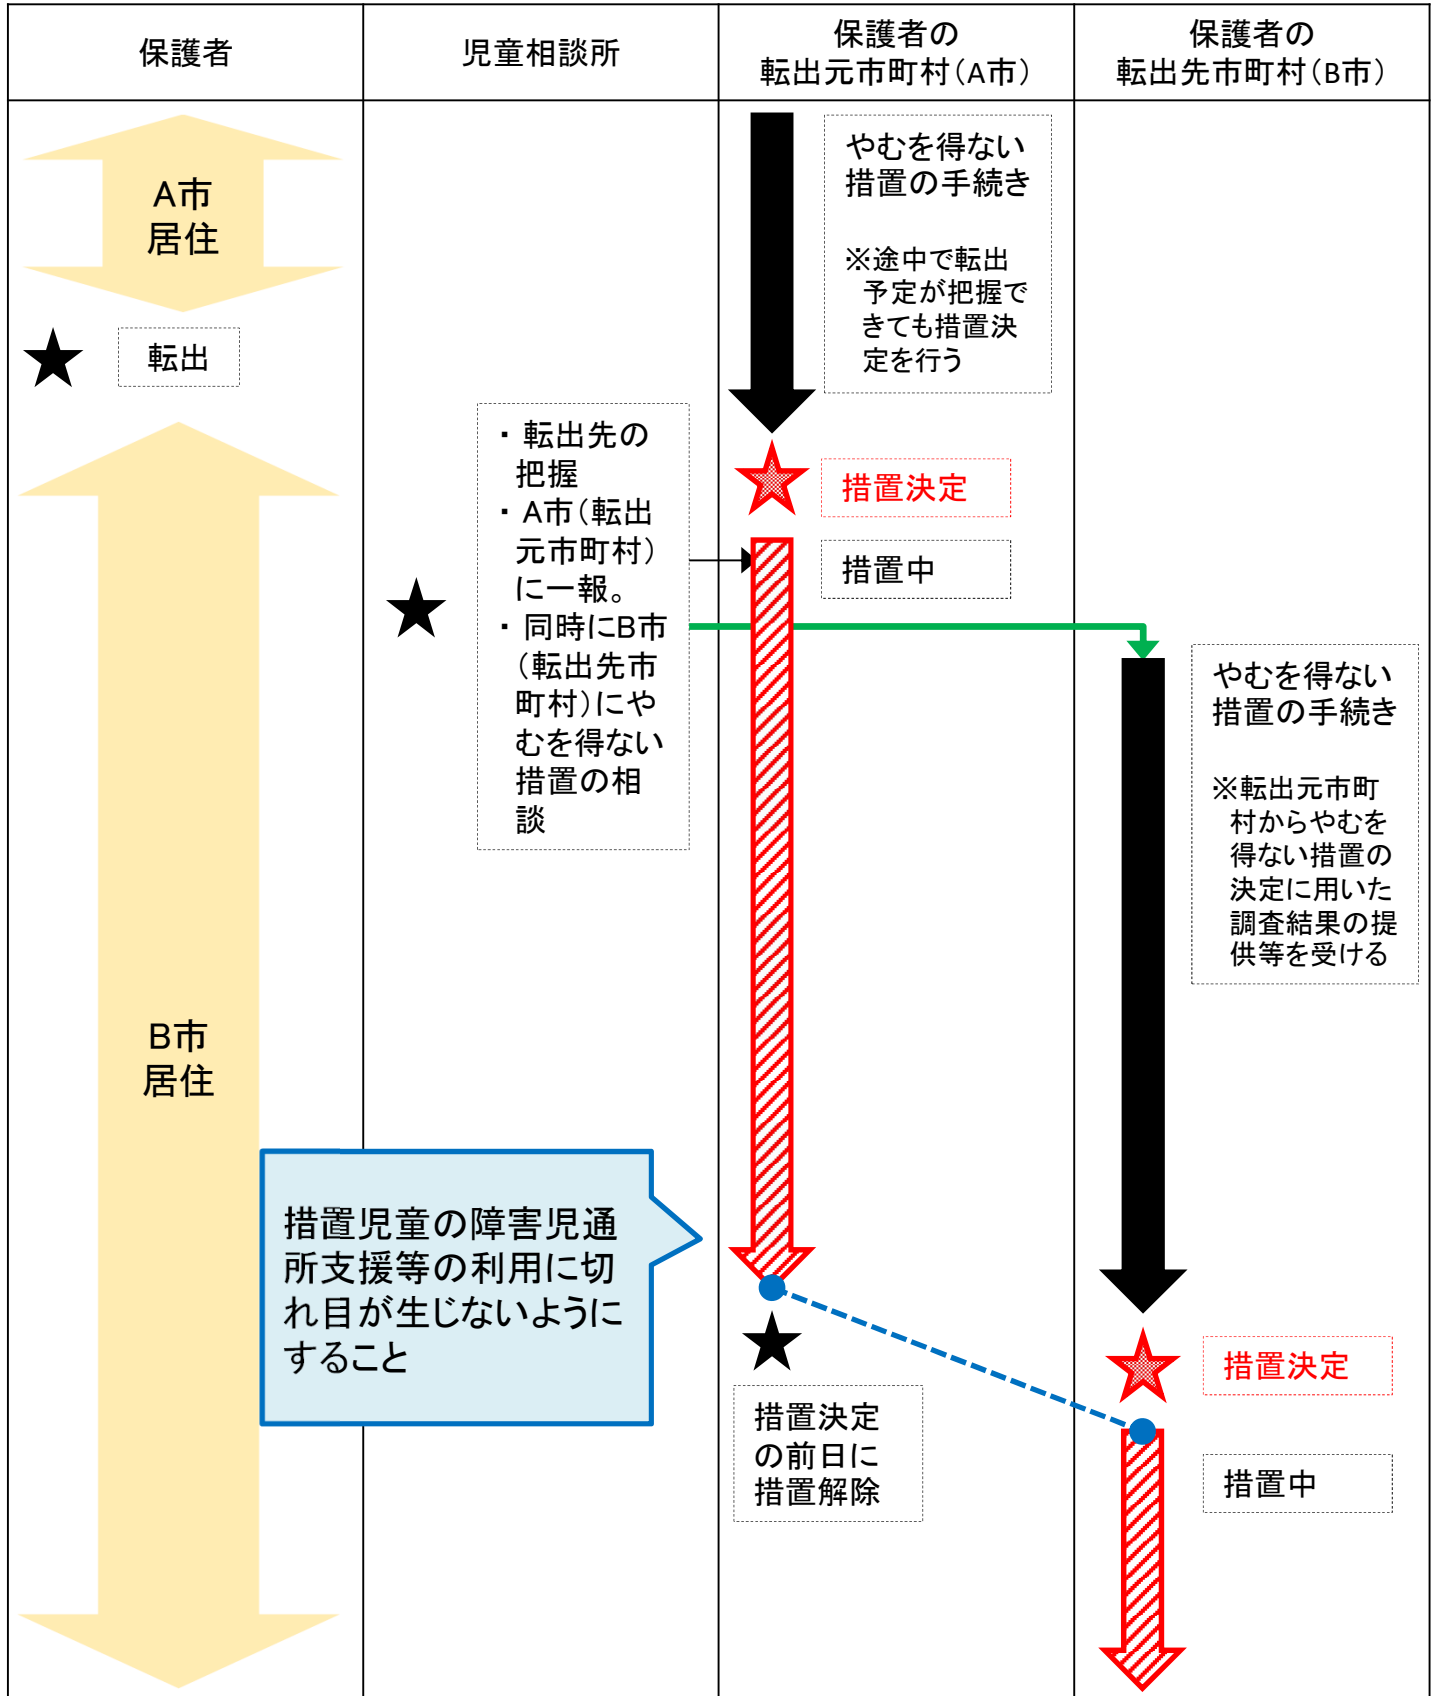 保護者
児童相談所
保護者の
転出元市町村(A市)
保護者の
転出先市町村(B市)
A市
居住
転出
やむを得ない
措置の手続き
※途中で転出
予定が把握で
きても措置決
定を行う
措置決定
措置中
・ 転出先の
把握
・ A市(転出
元市町村)
に一報。
・ 同時にB市
(転出先市
町村)にや
むを得ない
措置の相
談
やむを得ない
措置の手続き
※転出元市町
村からやむを
得ない措置の
決定に用いた
調査結果の提
供等を受ける
B市
居住
措置児童の障害児通
所支援等の利用に切
れ目が生じないように
すること
措置決定
の前日に
措置解除
措置決定
措置中